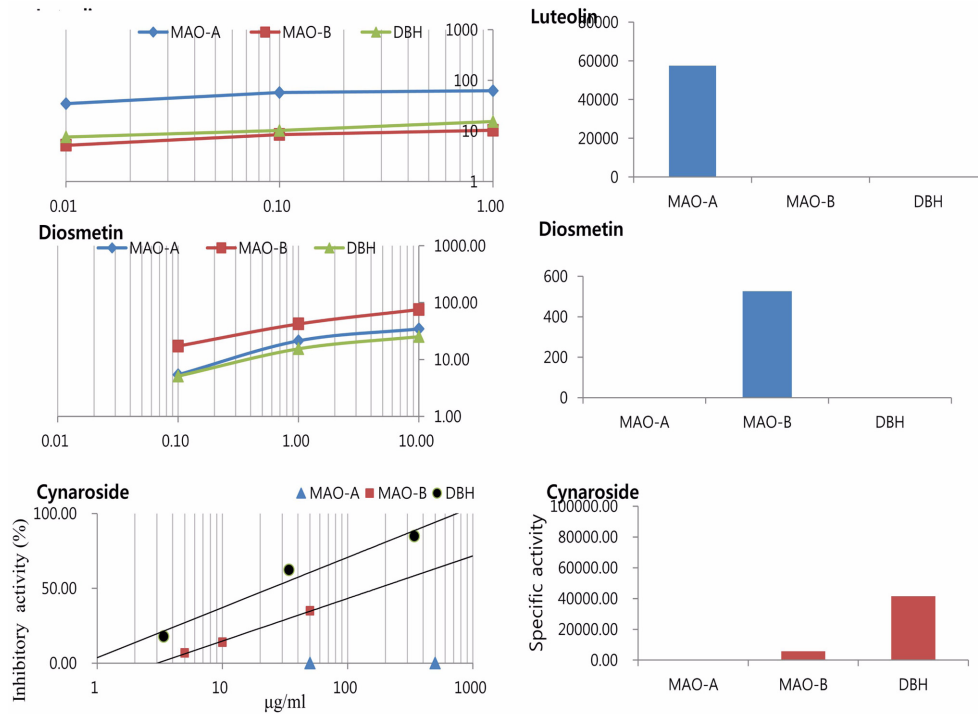 Luteolin
MAO-A MAO-B DBH
1000
100
10
1
0.01 0.10 1.00
Luteolin
80000
60000
40000
20000
0
MAO-A MAO-B DBH
Diosmetin
MAO-A MAO-B DBH
1000.00
100.00
10.00
1.00
0.01 0.10 1.00 10.00
Diosmetin
600
400
200
0
MAO-A MAO-B DBH
Cynaroside
MAO-A MAO-B DBH
Inhibitory activity (%)
100.00
50.00
0.00
1 10 100 1000
μg/ml
Cynaroside
Specific activity
100000.00
80000.00
60000.00
40000.00
20000.00
0.00
MAO-A MAO-B DBH